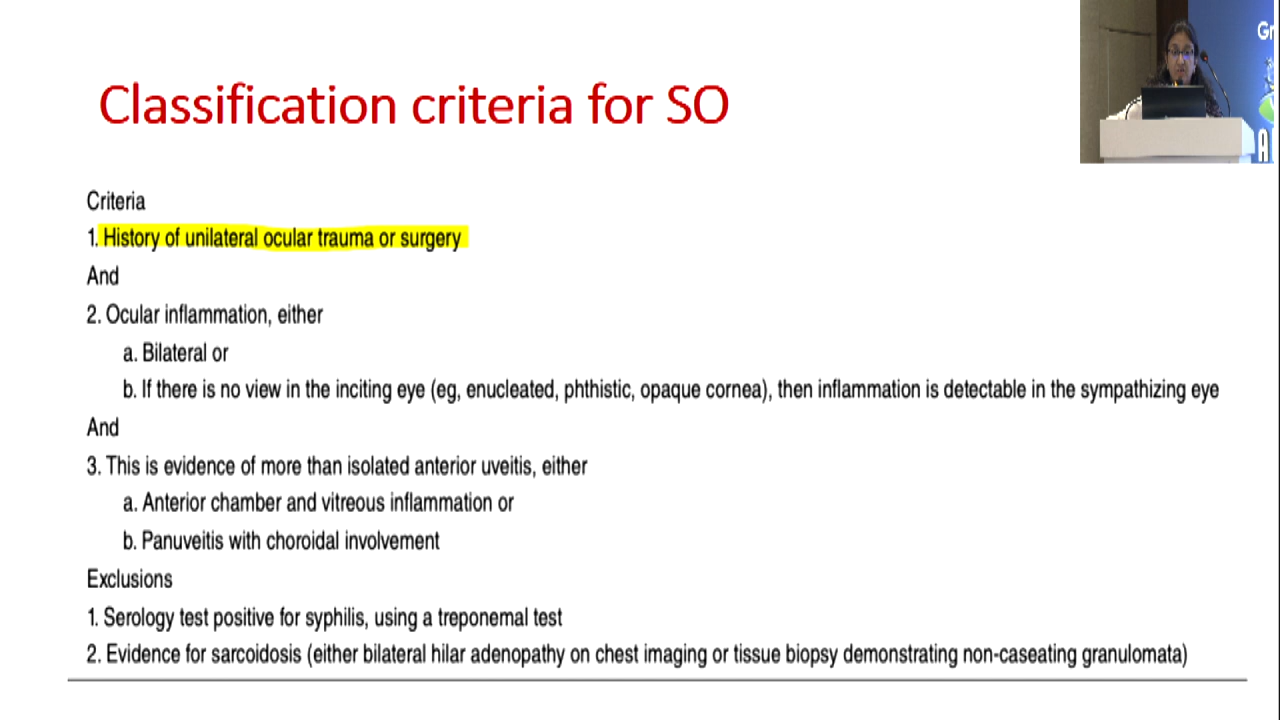 Classification criteria for SO
Criteria
1. History of unilateral ocular trauma or surgery
And
2. Ocular inflammation, either
a. Bilateral or
b. If there is no view in the inciting eye (eg, enucleated, phthistic, opaque cornea), then inflammation is detectable in the sympathizing eye
And
3. This is evidence of more than isolated anterior uveitis, either
a. Anterior chamber and vitreous inflammation or
b. Panuveitis with choroidal involvement
Exclusions
1. Serology test positive for syphilis, using a treponemal test
2. Evidence for sarcoidosis (either bilateral hilar adenopathy on chest imaging or tissue biopsy demonstrating non-caseating granulomata)